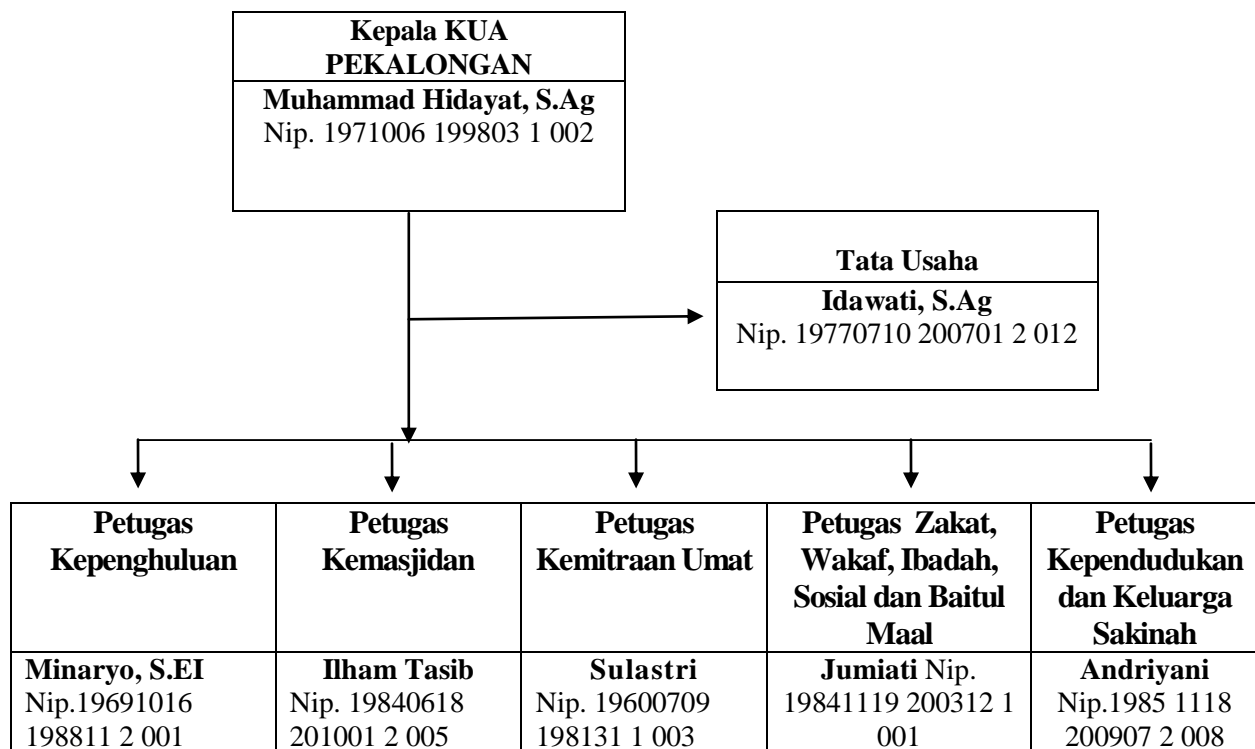 Kepala KUA
PEKALONGAN
Muhammad Hidayat, S.Ag
Nip. 1971006 199803 1 002
Tata Usaha
Idawati, S.Ag
Nip. 19770710 200701 2 012
Petugas
Kepenghuluan
Minaryo, S.EI
Nip.19691016
198811 2 001
Petugas
Kemasjidan
Ilham Tasib
Nip. 19840618
201001 2 005
Petugas
Kemitraan Umat
Sulastri
Nip. 19600709
198131 1 003
Petugas Zakat,
Wakaf, Ibadah,
Sosial dan Baitul
Maal
Jumiati Nip.
19841119 200312 1
001
Petugas
Kependudukan
dan Keluarga
Sakinah
Andriyani
Nip.1985 1118
200907 2 008